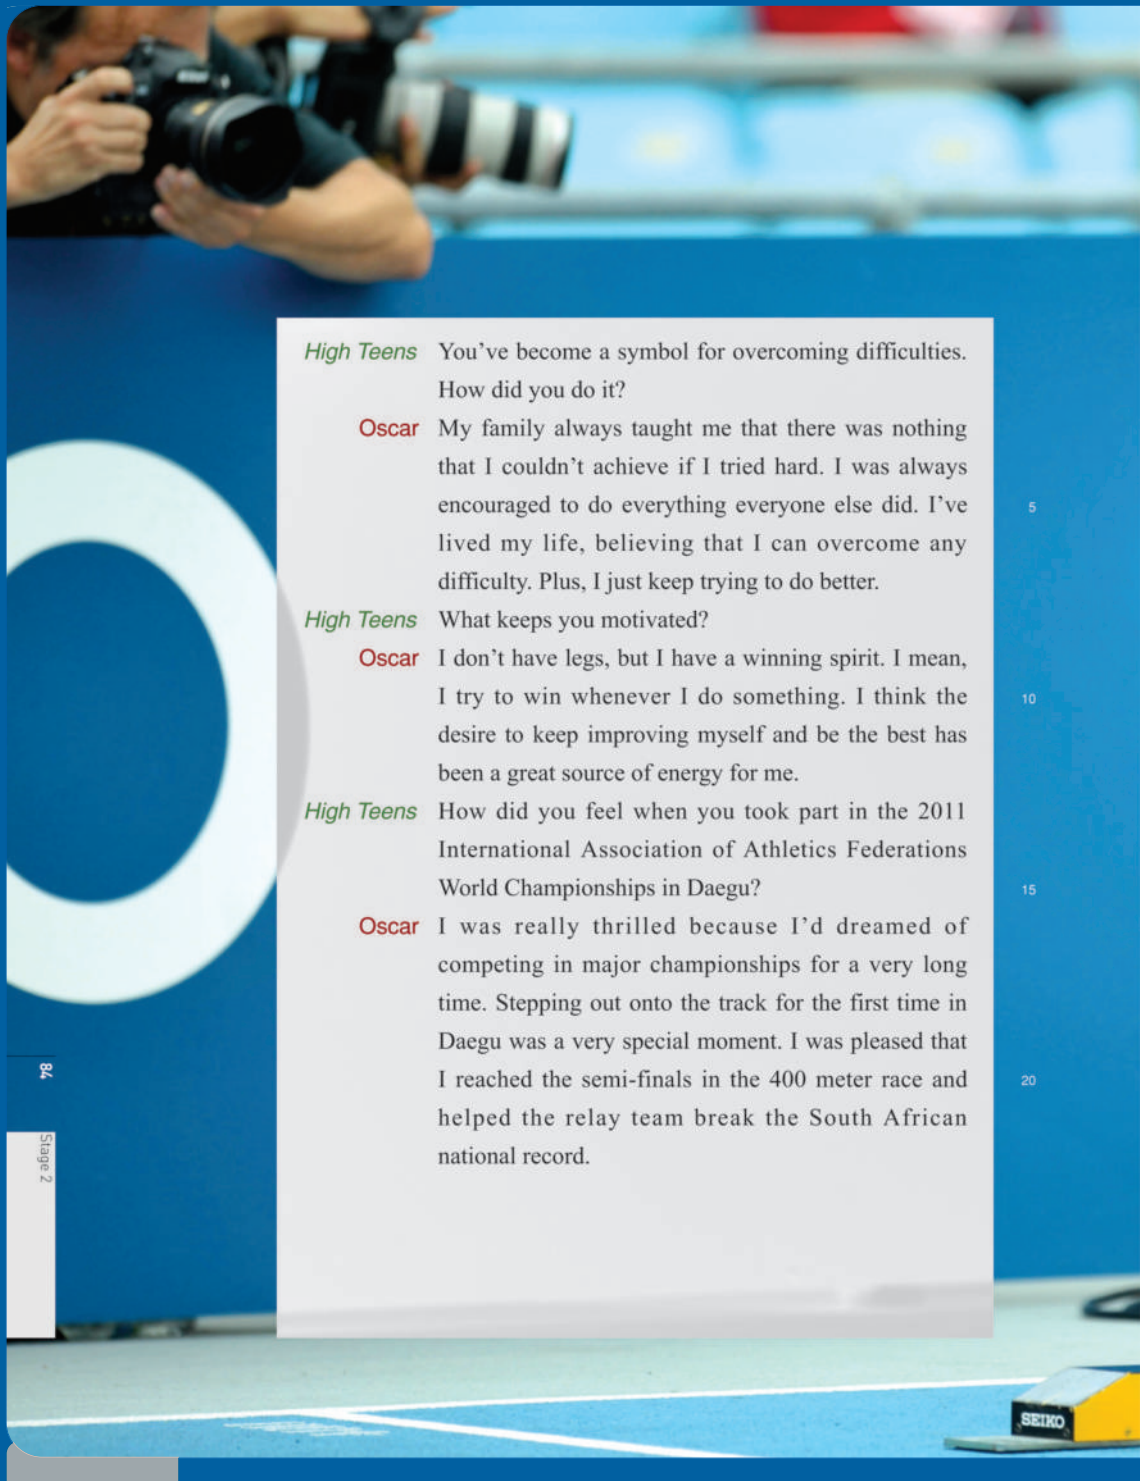 High Teens You've become a symbol for overcoming difficulties.
How did you do it?
Oscar My family always taught me that there was nothing
that I couldn't achieve if I tried hard. I was always
encouraged to do everything everyone else did. I've
5
lived my life, believing that I can overcome any
difficulty. Plus, I just keep trying to do better.
High Teens What keeps you motivated?
Oscar I don't have legs, but I have a winning spirit. I mean,
I try to win whenever I do something. I think the
10
desire to keep improving myself and be the best has
been a great source of energy for me.
High Teens How did you feel when you took part in the 2011
International Association of Athletics Federations
World Championships in Daegu?
15
Oscar I was really thrilled because I'd dreamed of
competing in major championships for a very long
time. Stepping out onto the track for the first time in
Daegu was a very special moment. I was pleased that
I reached the semi-finals in the 400 meter race and
20
helped the relay team break the South African
national record.
84
Stage 2
SEIKO